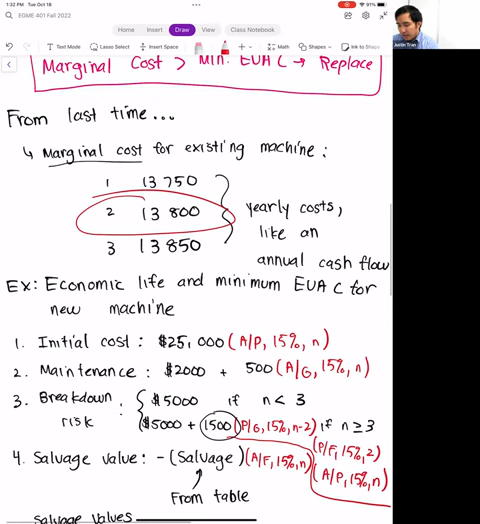 1:32 PM Tue Oct 18
91%
EGME 401 Fall 2022
Home Insert Draw View Class Notebook
Text Mode Lasso Select Insert Space Math Shapes Ink to Shape
Justin Tran
Marginal Cost > Min. EUAC → Replace
From last time...
↳ Marginal cost for existing machine:
1 13 750
2 13 800
3 13 850
yearly costs,
like an
annual cash flow
Ex: Economic life and minimum EUAC for
new machine
1. Initial cost: $25,000 (A/P, 15%, n)
2. Maintenance: $2000 + 500 (A/G, 15%, n)
3. Breakdown risk : { $5000 if n < 3
$5000 + 1500 (P/G, 15%, n-2) if n ≥ 3
(P/F, 15%, 2)
(A/P, 15%, n)
4. Salvage value: - (Salvage) (A/F, 15%, n)
From table
Salvage values